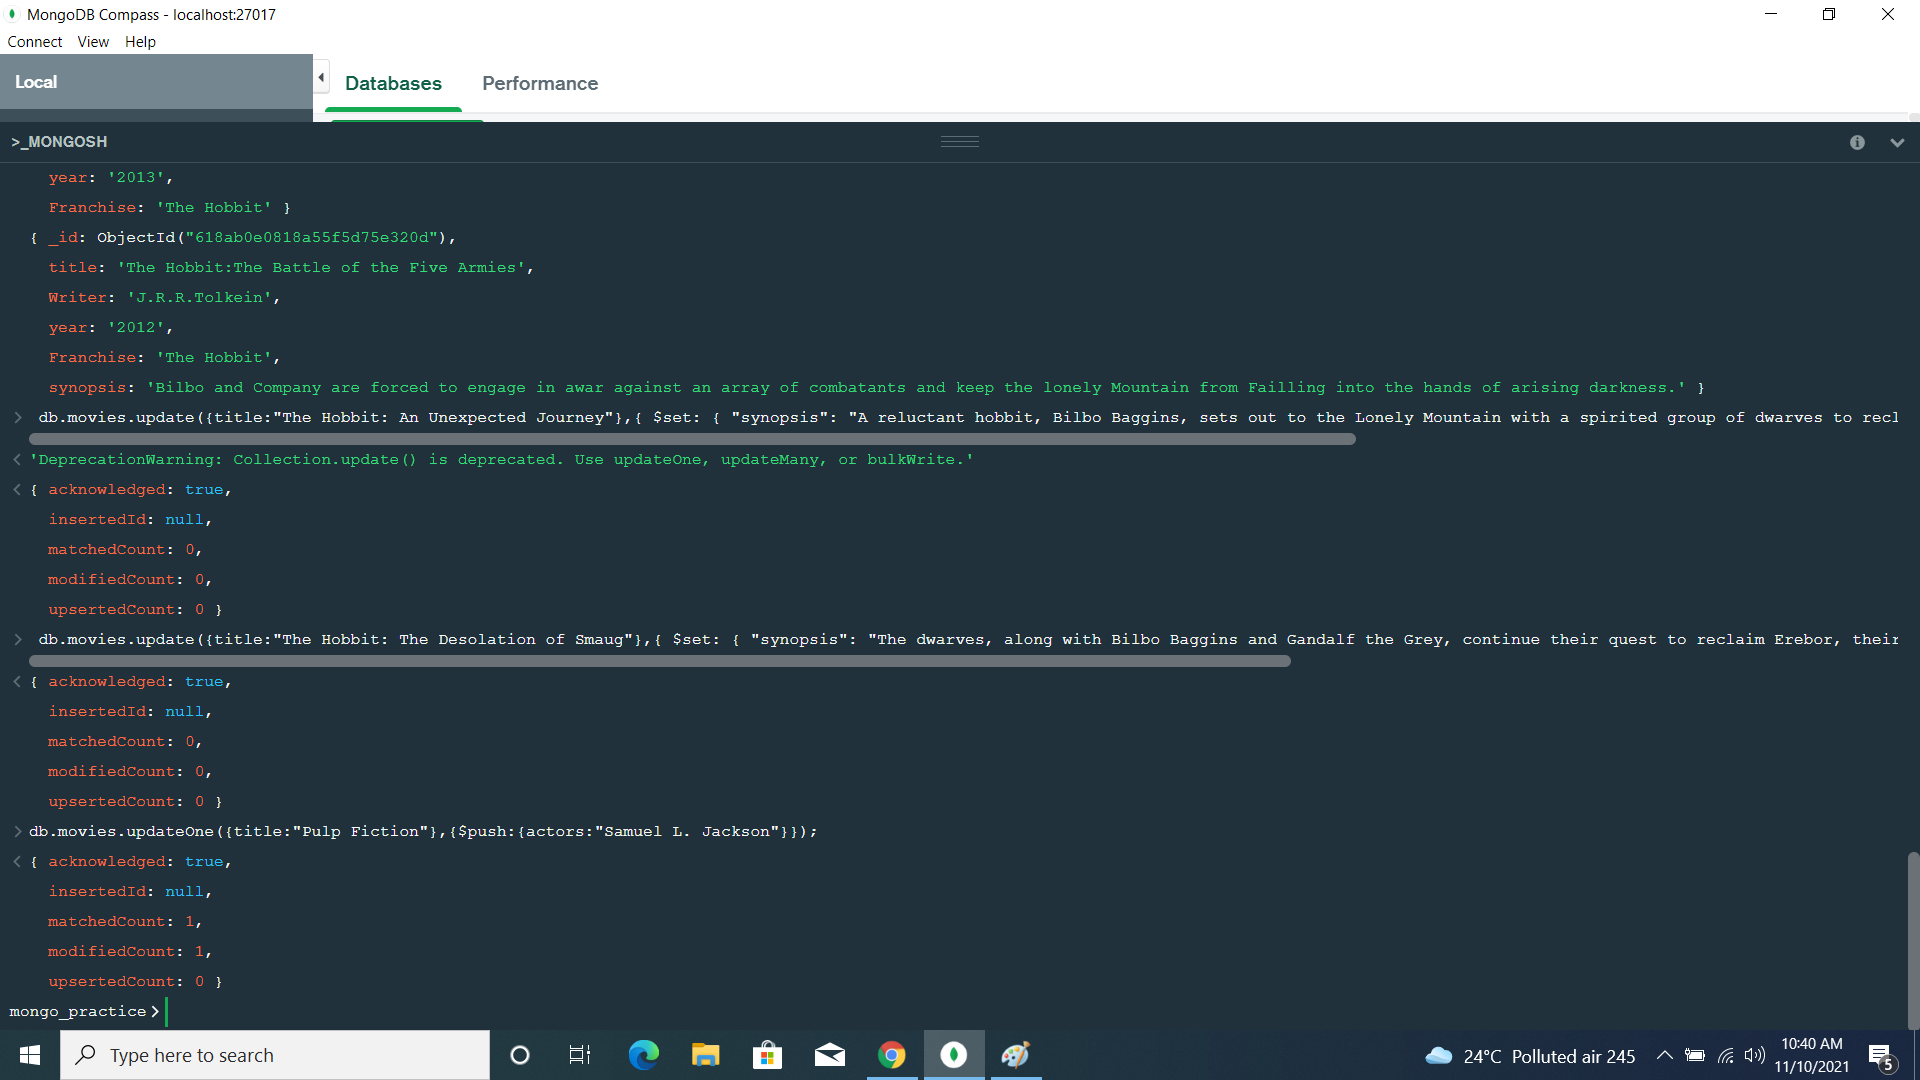 MongoDB Compass - localhost:27017
Connect View Help
Local
Databases Performance
>_MONGOSH
year: '2013',
Franchise: 'The Hobbit' }
{ _id: ObjectId("618ab0e0818a55f5d75e320d"),
title: 'The Hobbit:The Battle of the Five Armies',
Writer: 'J.R.R.Tolkein',
year: '2012',
Franchise: 'The Hobbit',
synopsis: 'Bilbo and Company are forced to engage in awar against an array of combatants and keep the lonely Mountain from Failling into the hands of arising darkness.' }
> db.movies.update({title:"The Hobbit: An Unexpected Journey"},{ $set: { "synopsis": "A reluctant hobbit, Bilbo Baggins, sets out to the Lonely Mountain with a spirited group of dwarves to recl
< 'DeprecationWarning: Collection.update() is deprecated. Use updateOne, updateMany, or bulkWrite.'
< { acknowledged: true,
insertedId: null,
matchedCount: 0,
modifiedCount: 0,
upsertedCount: 0 }
> db.movies.update({title:"The Hobbit: The Desolation of Smaug"},{ $set: { "synopsis": "The dwarves, along with Bilbo Baggins and Gandalf the Grey, continue their quest to reclaim Erebor, their
< { acknowledged: true,
insertedId: null,
matchedCount: 0,
modifiedCount: 0,
upsertedCount: 0 }
> db.movies.updateOne({title:"Pulp Fiction"},{$push:{actors:"Samuel L. Jackson"}});
< { acknowledged: true,
insertedId: null,
matchedCount: 1,
modifiedCount: 1,
upsertedCount: 0 }
mongo_practice >
Type here to search
24°C Polluted air 245
10:40 AM
11/10/2021
5